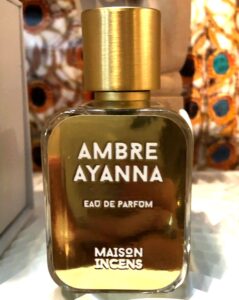 AMBRE
AYANNA
EAU DE PARFUM
MAISON
INCENS